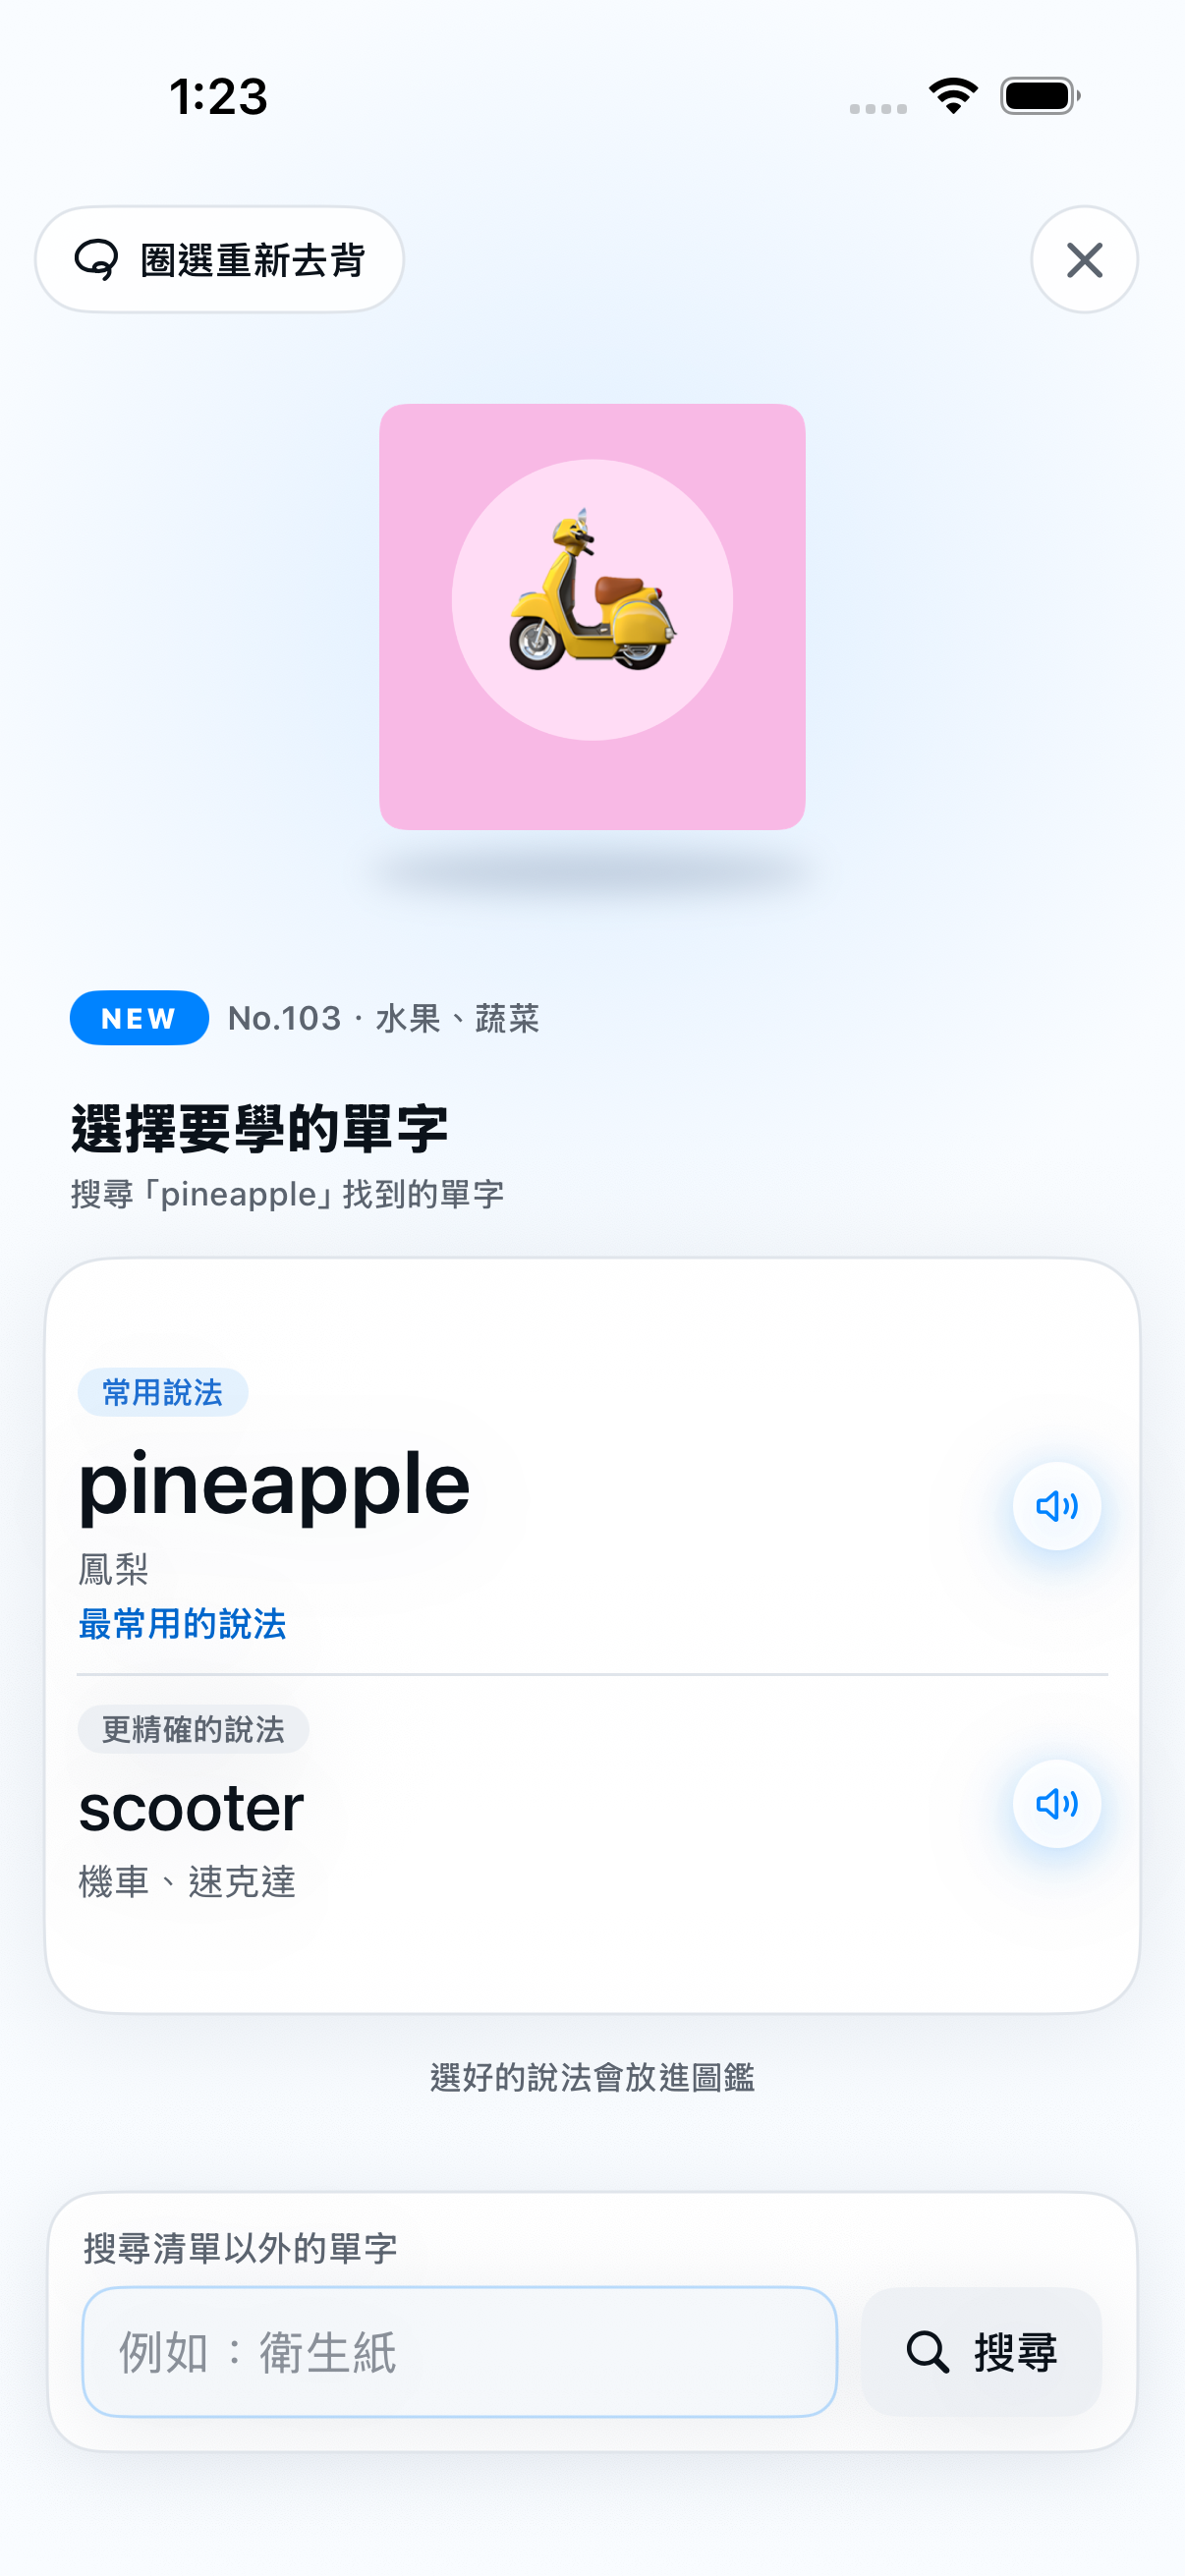 1:23
圈選重新去背
NEW No.103 · 水果、蔬菜
選擇要學的單字
搜尋「pineapple」找到的單字
常用說法
pineapple
鳳梨
最常用的說法
更精確的說法
scooter
機車、速克達
選好的說法會放進圖鑑
搜尋清單以外的單字
例如：衛生紙
搜尋